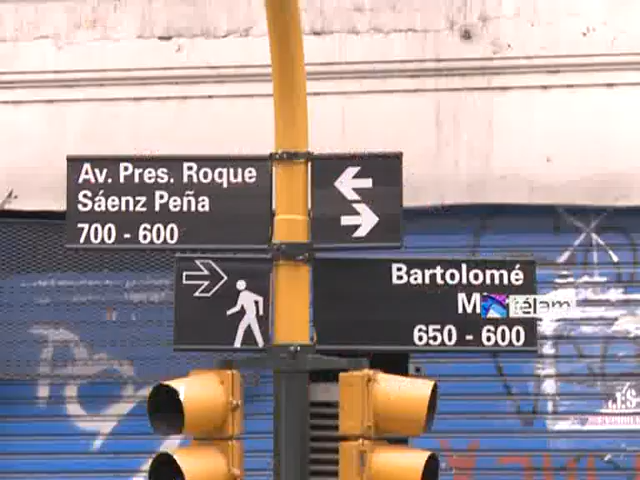 Av. Pres. Roque
Sáenz Peña
700 - 600
Bartolomé
télam
650 - 600